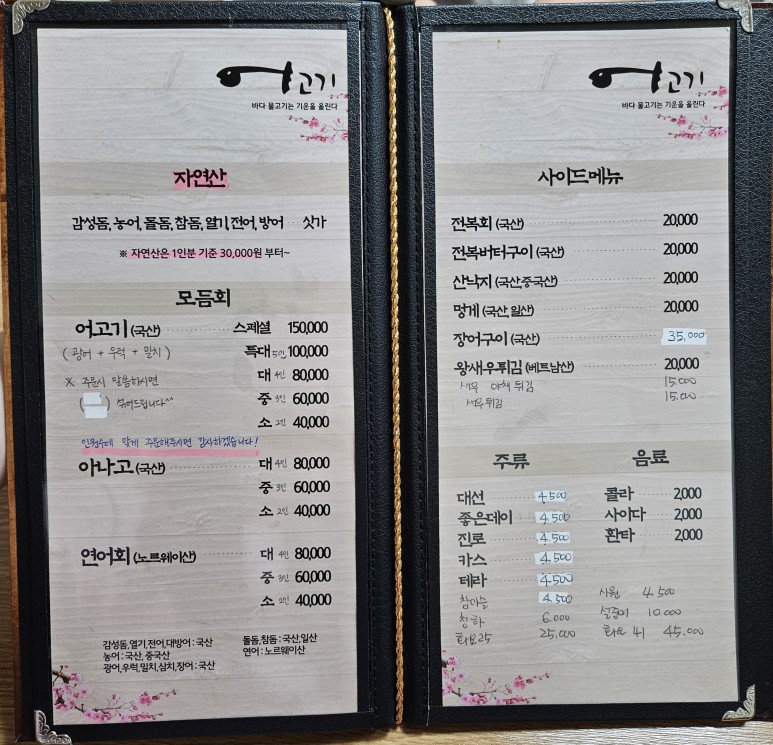 어고기
바다 물고기는 기운을 올린다
자연산
감성돔, 농어, 돌돔, 참돔, 열기, 전어, 방어 싯가
※ 자연산은 1인분 기준 30,000원 부터~
모듬회
어고기 (국산) 스페셜 150,000
( 광어 + 우럭 + 밀치 ) 특대 5인 100,000
※ 주문시 말씀하시면 대 4인 80,000
( ) 섞어드립니다^^ 중 3인 60,000
소 2인 40,000
인원수에 맞게 주문해주시면 감사하겠습니다!
아나고 (국산) 대 4인 80,000
중 3인 60,000
소 2인 40,000
연어회 (노르웨이산) 대 4인 80,000
중 3인 60,000
소 2인 40,000
감성돔,열기,전어,대방어 : 국산 돌돔,참돔 : 국산,일산
농어 : 국산, 중국산 연어 : 노르웨이산
광어,우럭,밀치,삼치,장어 : 국산
어고기
바다 물고기는 기운을 올린다
사이드메뉴
전복회 (국산) 20,000
전복버터구이 (국산) 20,000
산낙지 (국산,중국산) 20,000
멍게 (국산, 일산) 20,000
장어구이 (국산) 35,000
왕새우튀김 (베트남산) 20,000
새우 야채 튀김 15,000
새우튀김 15,000
주류
대선 4,500
좋은데이 4,500
진로 4,500
카스 4,500
테라 4,500
참이슬 4,500
청하 6,000
화요25 25,000
음료
콜라 2,000
사이다 2,000
환타 2,000
시원 4,500
설중매 10,000
화요 41 45,000